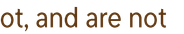 ot, and are not